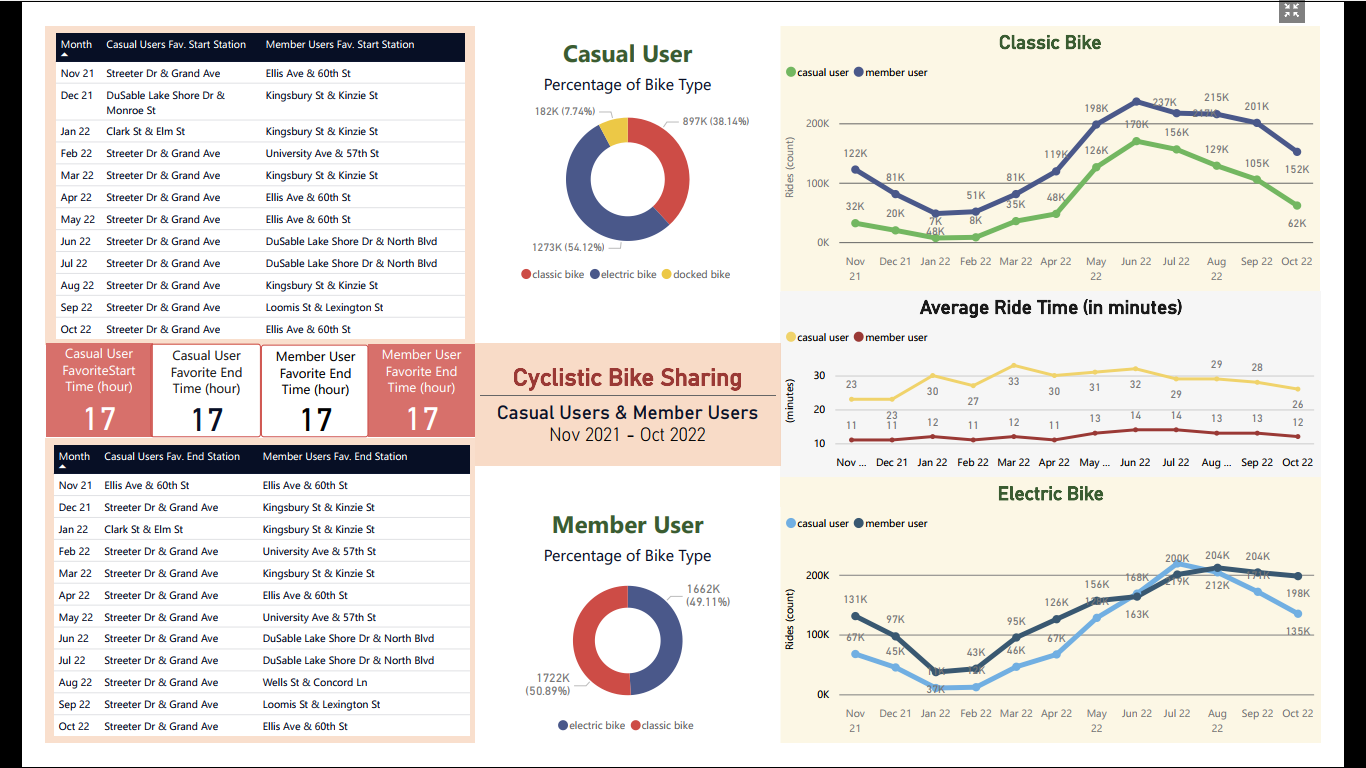 Month Casual Users Fav. Start Station Member Users Fav. Start Station
Nov 21 Streeter Dr & Grand Ave Ellis Ave & 60th St
Dec 21 DuSable Lake Shore Dr & Kingsbury St & Kinzie St
Monroe St
Jan 22 Clark St & Elm St Kingsbury St & Kinzie St
Feb 22 Streeter Dr & Grand Ave University Ave & 57th St
Mar 22 Streeter Dr & Grand Ave Kingsbury St & Kinzie St
Apr 22 Streeter Dr & Grand Ave Ellis Ave & 60th St
May 22 Streeter Dr & Grand Ave Ellis Ave & 60th St
Jun 22 Streeter Dr & Grand Ave DuSable Lake Shore Dr & North Blvd
Jul 22 Streeter Dr & Grand Ave DuSable Lake Shore Dr & North Blvd
Aug 22 Streeter Dr & Grand Ave Kingsbury St & Kinzie St
Sep 22 Streeter Dr & Grand Ave Loomis St & Lexington St
Oct 22 Streeter Dr & Grand Ave Ellis Ave & 60th St
Casual User
FavoriteStart
Time (hour)
17
Casual User
Favorite End
Time (hour)
17
Member User
Favorite End
Time (hour)
17
Member User
Favorite End
Time (hour)
17
Month Casual Users Fav. End Station Member Users Fav. End Station
Nov 21 Ellis Ave & 60th St Ellis Ave & 60th St
Dec 21 Streeter Dr & Grand Ave Kingsbury St & Kinzie St
Jan 22 Clark St & Elm St Kingsbury St & Kinzie St
Feb 22 Streeter Dr & Grand Ave University Ave & 57th St
Mar 22 Streeter Dr & Grand Ave Kingsbury St & Kinzie St
Apr 22 Streeter Dr & Grand Ave Ellis Ave & 60th St
May 22 Streeter Dr & Grand Ave University Ave & 57th St
Jun 22 Streeter Dr & Grand Ave DuSable Lake Shore Dr & North Blvd
Jul 22 Streeter Dr & Grand Ave DuSable Lake Shore Dr & North Blvd
Aug 22 Streeter Dr & Grand Ave Wells St & Concord Ln
Sep 22 Streeter Dr & Grand Ave Loomis St & Lexington St
Oct 22 Streeter Dr & Grand Ave Ellis Ave & 60th St
Casual User
Percentage of Bike Type
182K (7.74%)
897K (38.14%)
1273K (54.12%)
classic bike electric bike docked bike
Cyclistic Bike Sharing
Casual Users & Member Users
Nov 2021 - Oct 2022
Member User
Percentage of Bike Type
1662K
(49.11%)
1722K
(50.89%)
electric bike classic bike
Classic Bike
casual user member user
Rides (count)
200K
100K
0K
122K 81K 51K 81K 119K 198K 237K 215K 201K 152K
32K 20K 7K 8K 35K 48K 126K 170K 156K 129K 105K 62K
48K
Nov Dec 21 Jan 22 Feb 22 Mar 22 Apr 22 May Jun 22 Jul 22 Aug Sep 22 Oct 22
21 22 22
Average Ride Time (in minutes)
casual user member user
(minutes)
30
20
10
23 23 30 27 33 30 31 32 29 29 28 26
11 11 12 11 12 11 13 14 14 13 13 12
Nov ... Dec 21 Jan 22 Feb 22 Mar 22 Apr 22 May ... Jun 22 Jul 22 Aug ... Sep 22 Oct 22
Electric Bike
casual user member user
Rides (count)
200K
100K
0K
131K 97K 37K 43K 95K 126K 156K 163K 200K 212K 204K 198K
67K 45K 46K 67K 168K 219K 204K 135K
Nov Dec 21 Jan 22 Feb 22 Mar 22 Apr 22 May Jun 22 Jul 22 Aug Sep 22 Oct 22
21 22 22